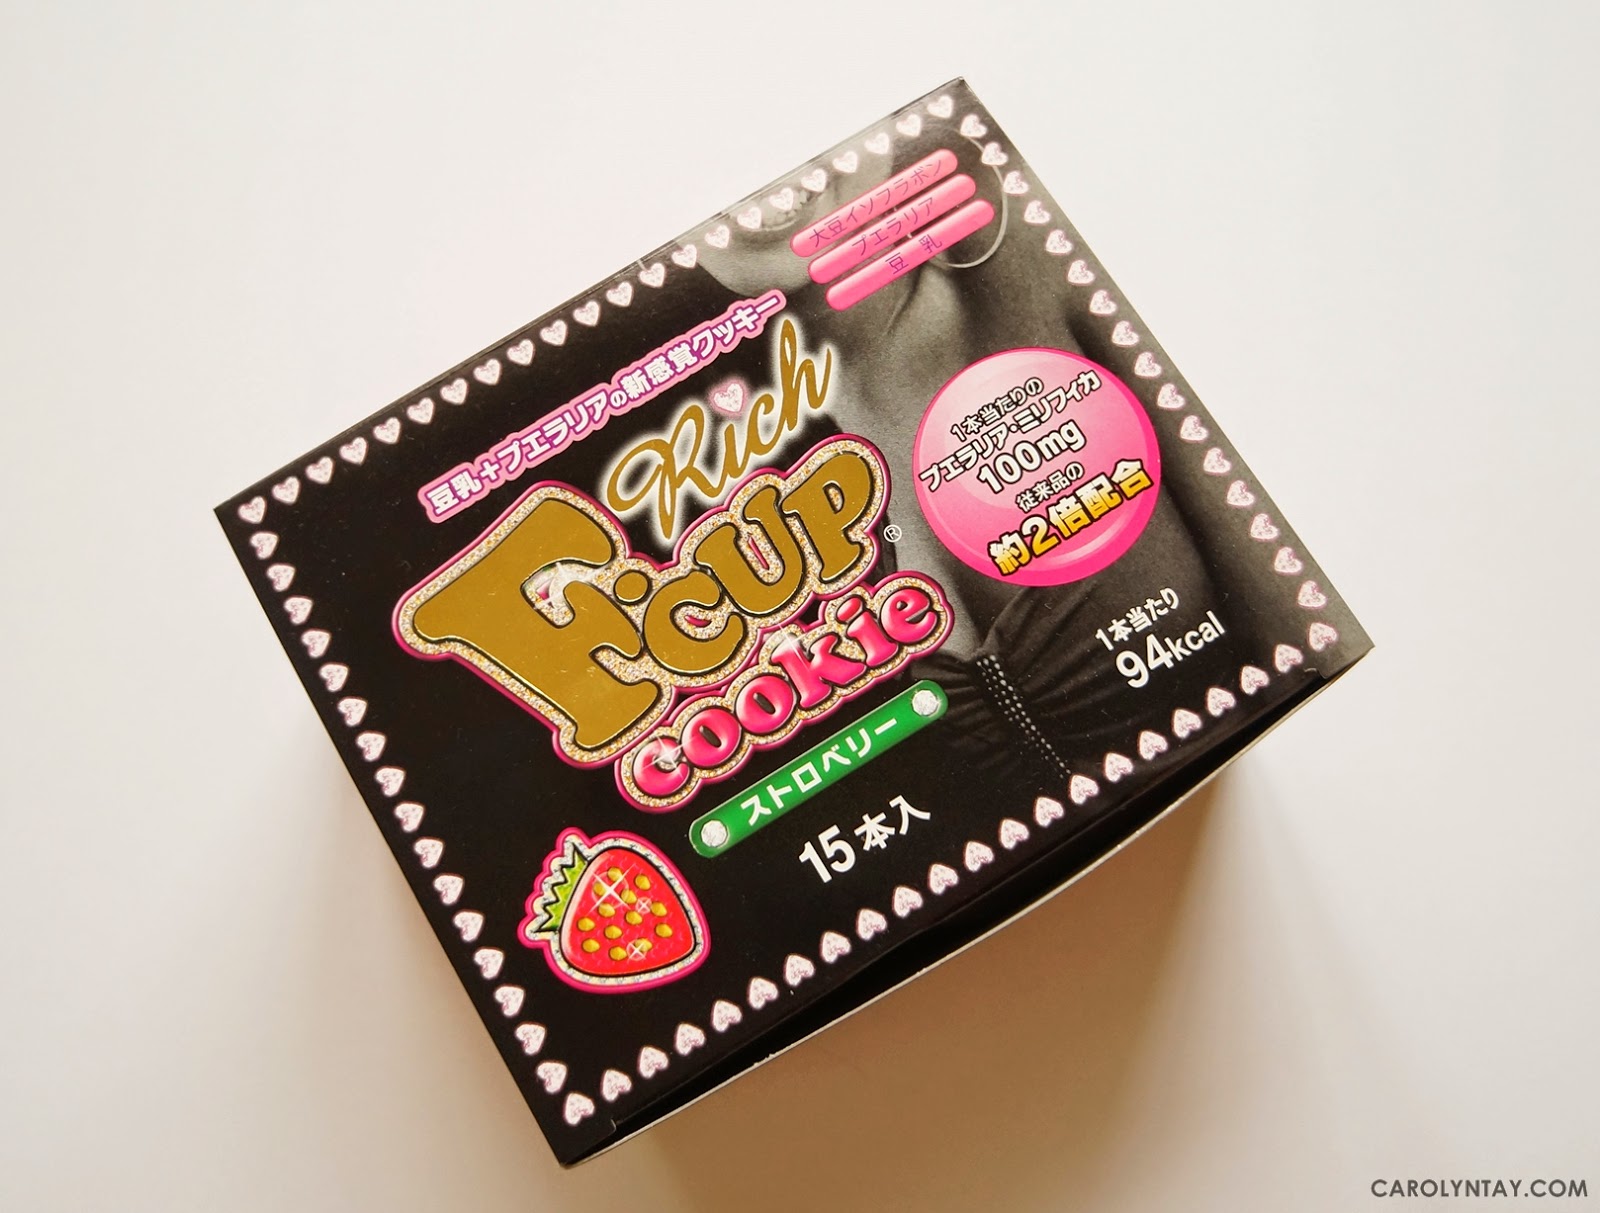 大豆イソフラボン
プエラリア
豆乳
豆乳+プエラリアの新感覚クッキー
Rich
F·CUP®
cookie
ストロベリー
15本入
1本当たりの
プエラリア・ミリフィカ
100mg
従来品の
約2倍配合
1本当たり
94kcal
CAROLYNTAY.COM